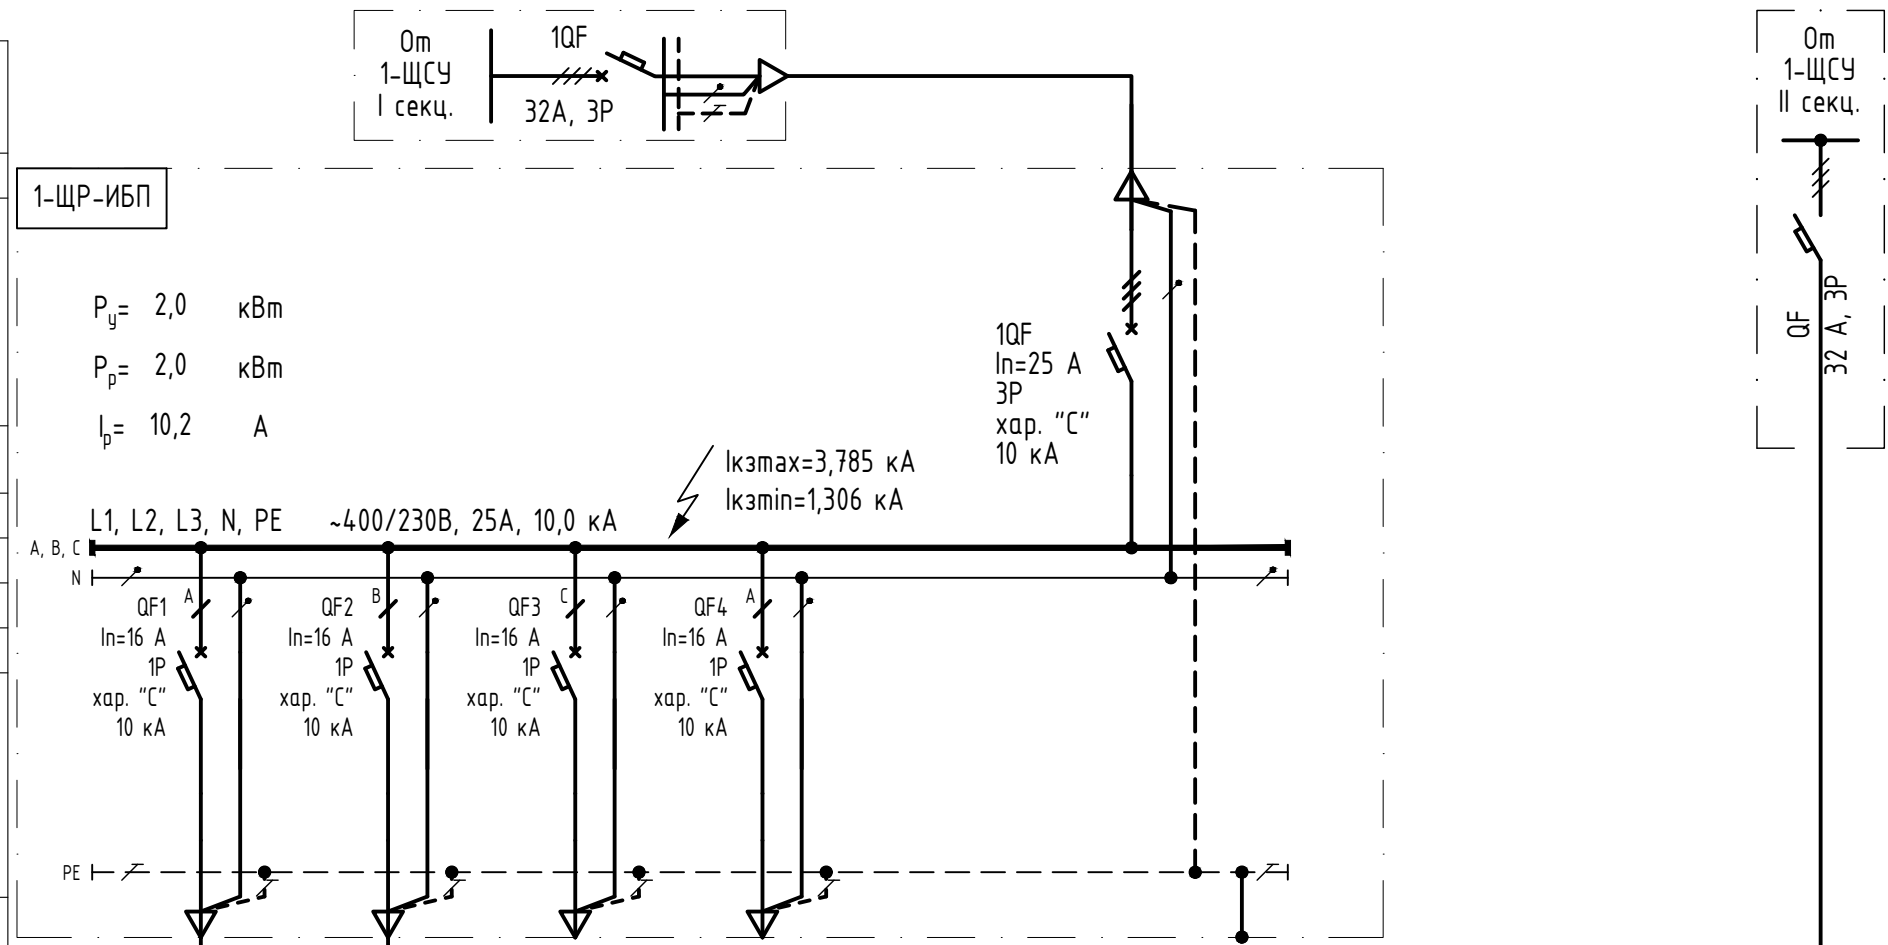 От
1-ЩСУ
I секц.
1QF
32А, 3Р
От
1-ЩСУ
II секц.
QF
32 А, 3Р
1-ЩР-ИБП
Pу= 2,0 кВт
Pр= 2,0 кВт
Iр= 10,2 А
1QF
In=25 А
3Р
хар. "С"
10 кА
Iкзmax=3,785 кА
Iкзmin=1,306 кА
L1, L2, L3, N, PE ~400/230В, 25А, 10,0 кА
А, В, С
N
QF1
А
In=16 А
1Р
хар. "С"
10 кА
QF2
В
In=16 А
1Р
хар. "С"
10 кА
QF3
С
In=16 А
1Р
хар. "С"
10 кА
QF4
А
In=16 А
1Р
хар. "С"
10 кА
PE